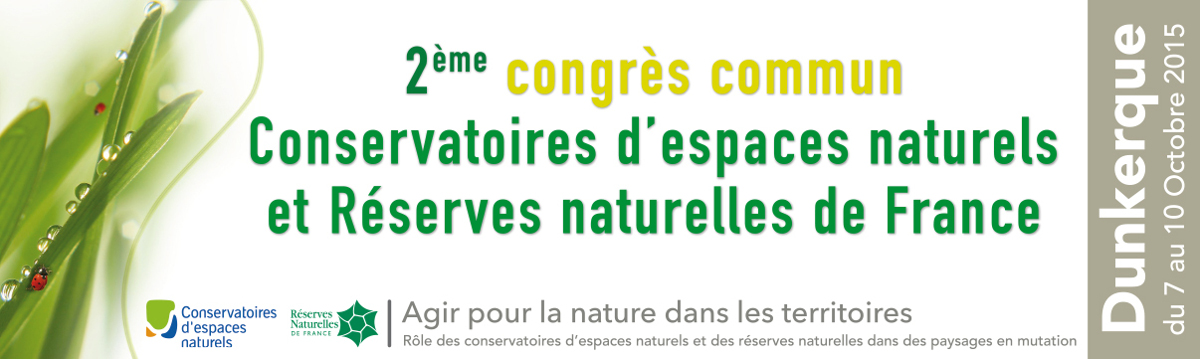 2ème congrès commun
Conservatoires d'espaces naturels
et Réserves naturelles de France
Conservatoires
d'espaces
naturels
Réserves
Naturelles
DE FRANCE
Agir pour la nature dans les territoires
Rôle des conservatoires d'espaces naturels et des réserves naturelles dans des paysages en mutation
Dunkerque
du 7 au 10 Octobre 2015